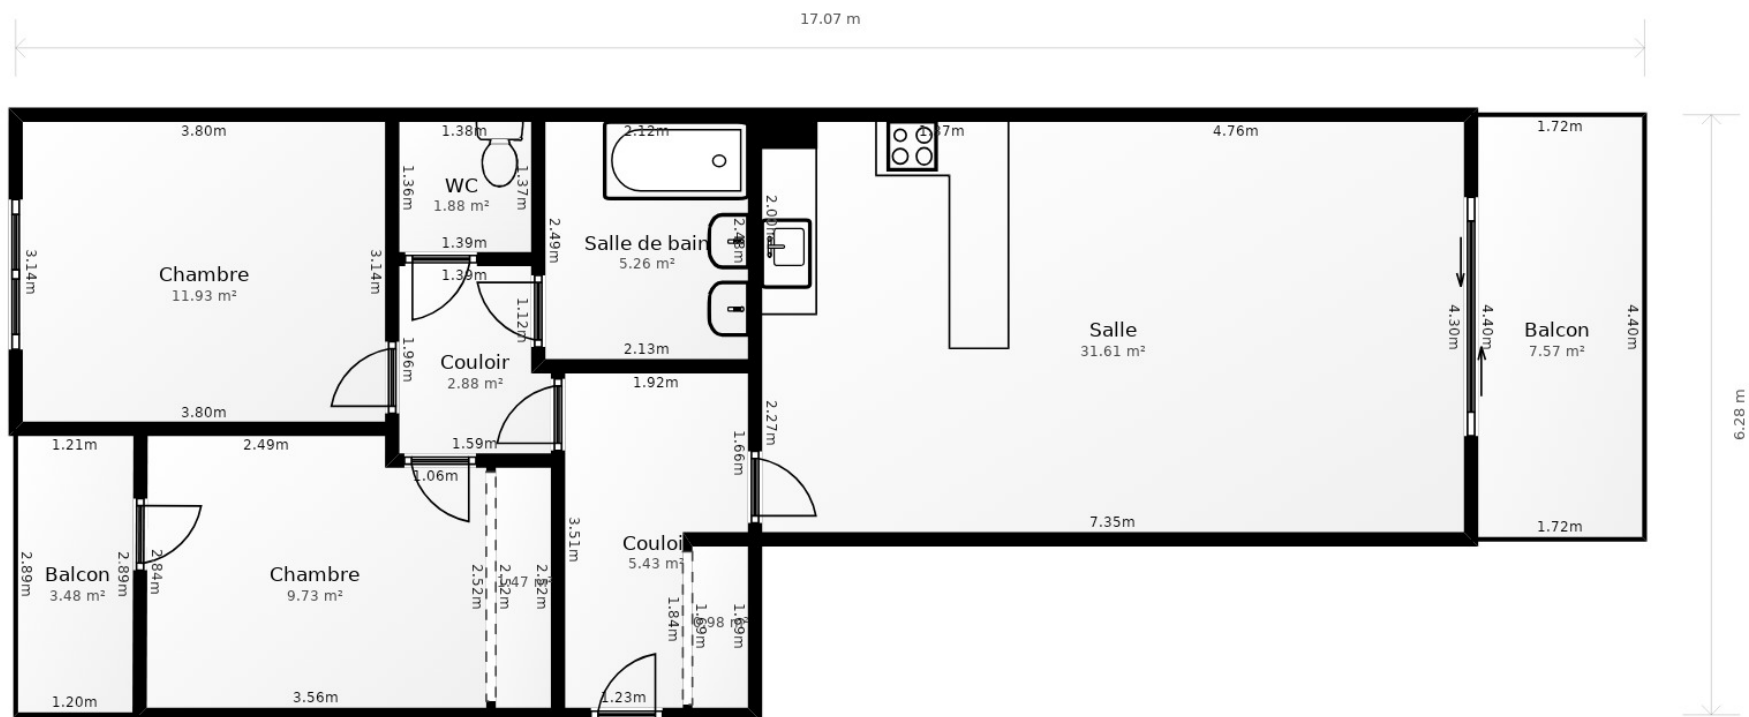 17.07 m
3.80m
1.38m
2.12m
4.76m
1.72m
1.36m
1.37m
WC
1.88 m²
1.39m
1.39m
2.49m
Salle de bain
5.26 m²
3.14m
3.14m
Chambre
11.93 m²
1.12m
1.96m
Couloir
2.88 m²
2.13m
1.92m
Salle
31.61 m²
4.30m
4.40m
Balcon
7.57 m²
4.40m
6.28 m
3.80m
1.21m
2.49m
1.59m
1.06m
2.27m
1.66m
7.35m
1.72m
3.51m
Couloi
5.43 m²
2.89m
Balcon
3.48 m²
2.89m
2.84m
Chambre
9.73 m²
2.52m
2.52m
2.52m
1.84m
1.69m
1.69m
1.20m
3.56m
1.23m